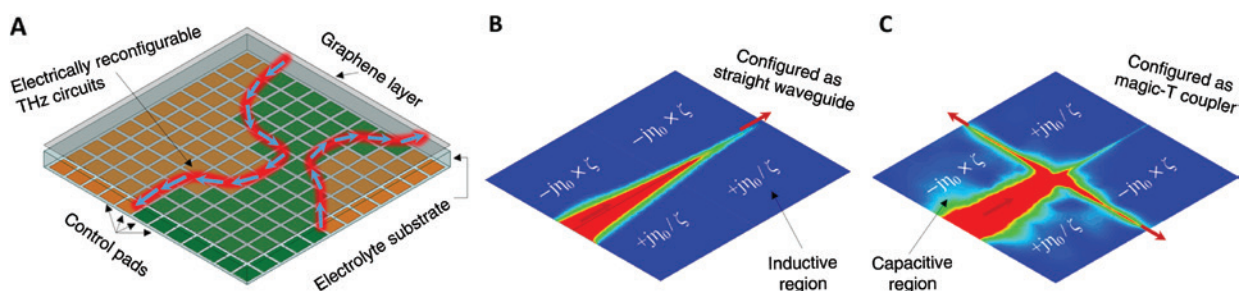 A
Electrically reconfigurable
THz circuits
Graphene layer
Control pads
Electrolyte substrate
B
Configured as
straight waveguide
−jη₀ × ζ
−jη₀ × ζ
+jη₀/ζ
+jη₀/ζ
Inductive
region
C
Configured as
magic-T coupler
+jη₀/ζ
−jη₀ × ζ
−jη₀ × ζ
+jη₀/ζ
Capacitive
region